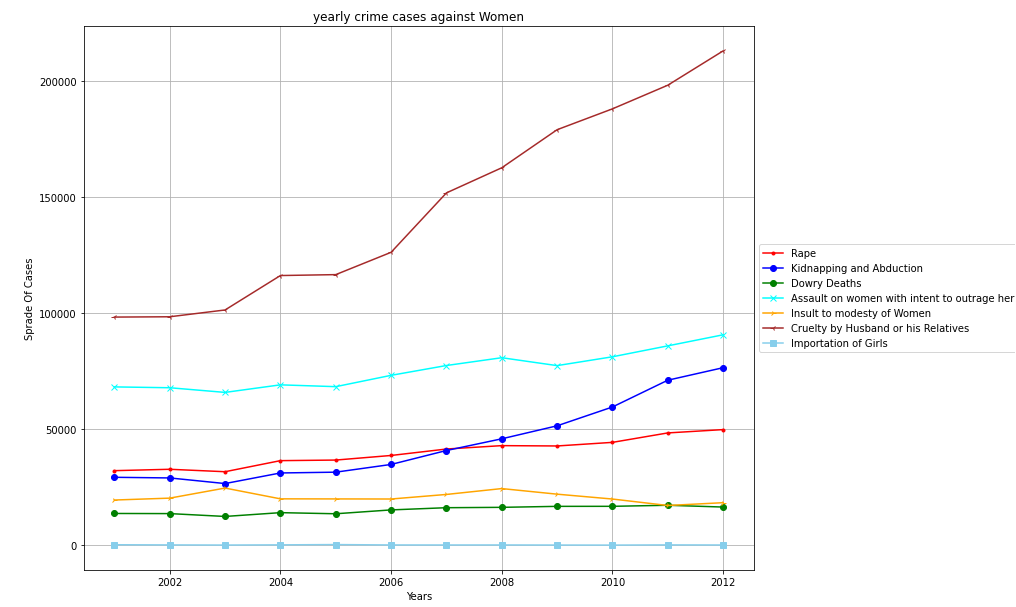 yearly crime cases against Women
200000
150000
100000
50000
0
Sprade Of Cases
2002 2004 2006 2008 2010 2012
Years
Rape
Kidnapping and Abduction
Dowry Deaths
Assault on women with intent to outrage her
Insult to modesty of Women
Cruelty by Husband or his Relatives
Importation of Girls